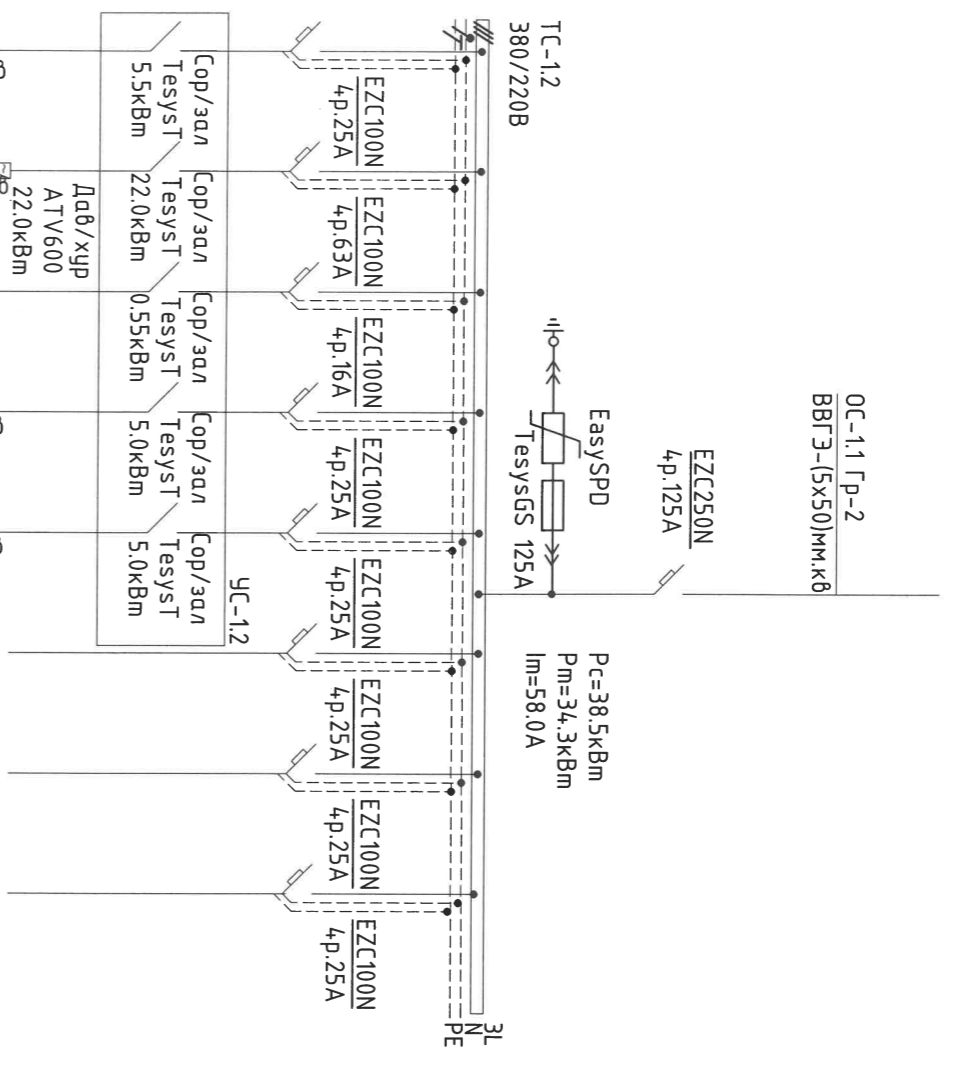 ОС-1.1 Гр-2
ВВГЭ-(5х50)мм.кв
EZC250N
4р.125А
Рс=38.5кВт
Рт=34.3кВт
Iт=58.0А
EasySPD
TesysGS 125A
ТС-1.2
380/220В
3L
N
PE
EZC100N
4р.25А
EZC100N
4р.63А
EZC100N
4р.16А
EZC100N
4р.25А
EZC100N
4р.25А
EZC100N
4р.25А
EZC100N
4р.25А
EZC100N
4р.25А
УС-1.2
Сор/зал
TesysT
5.5кВт
Сор/зал
TesysT
22.0кВт
Сор/зал
TesysT
0.55кВт
Сор/зал
TesysT
5.0кВт
Сор/зал
TesysT
5.0кВт
Дав/хур
ATV600
22.0кВт